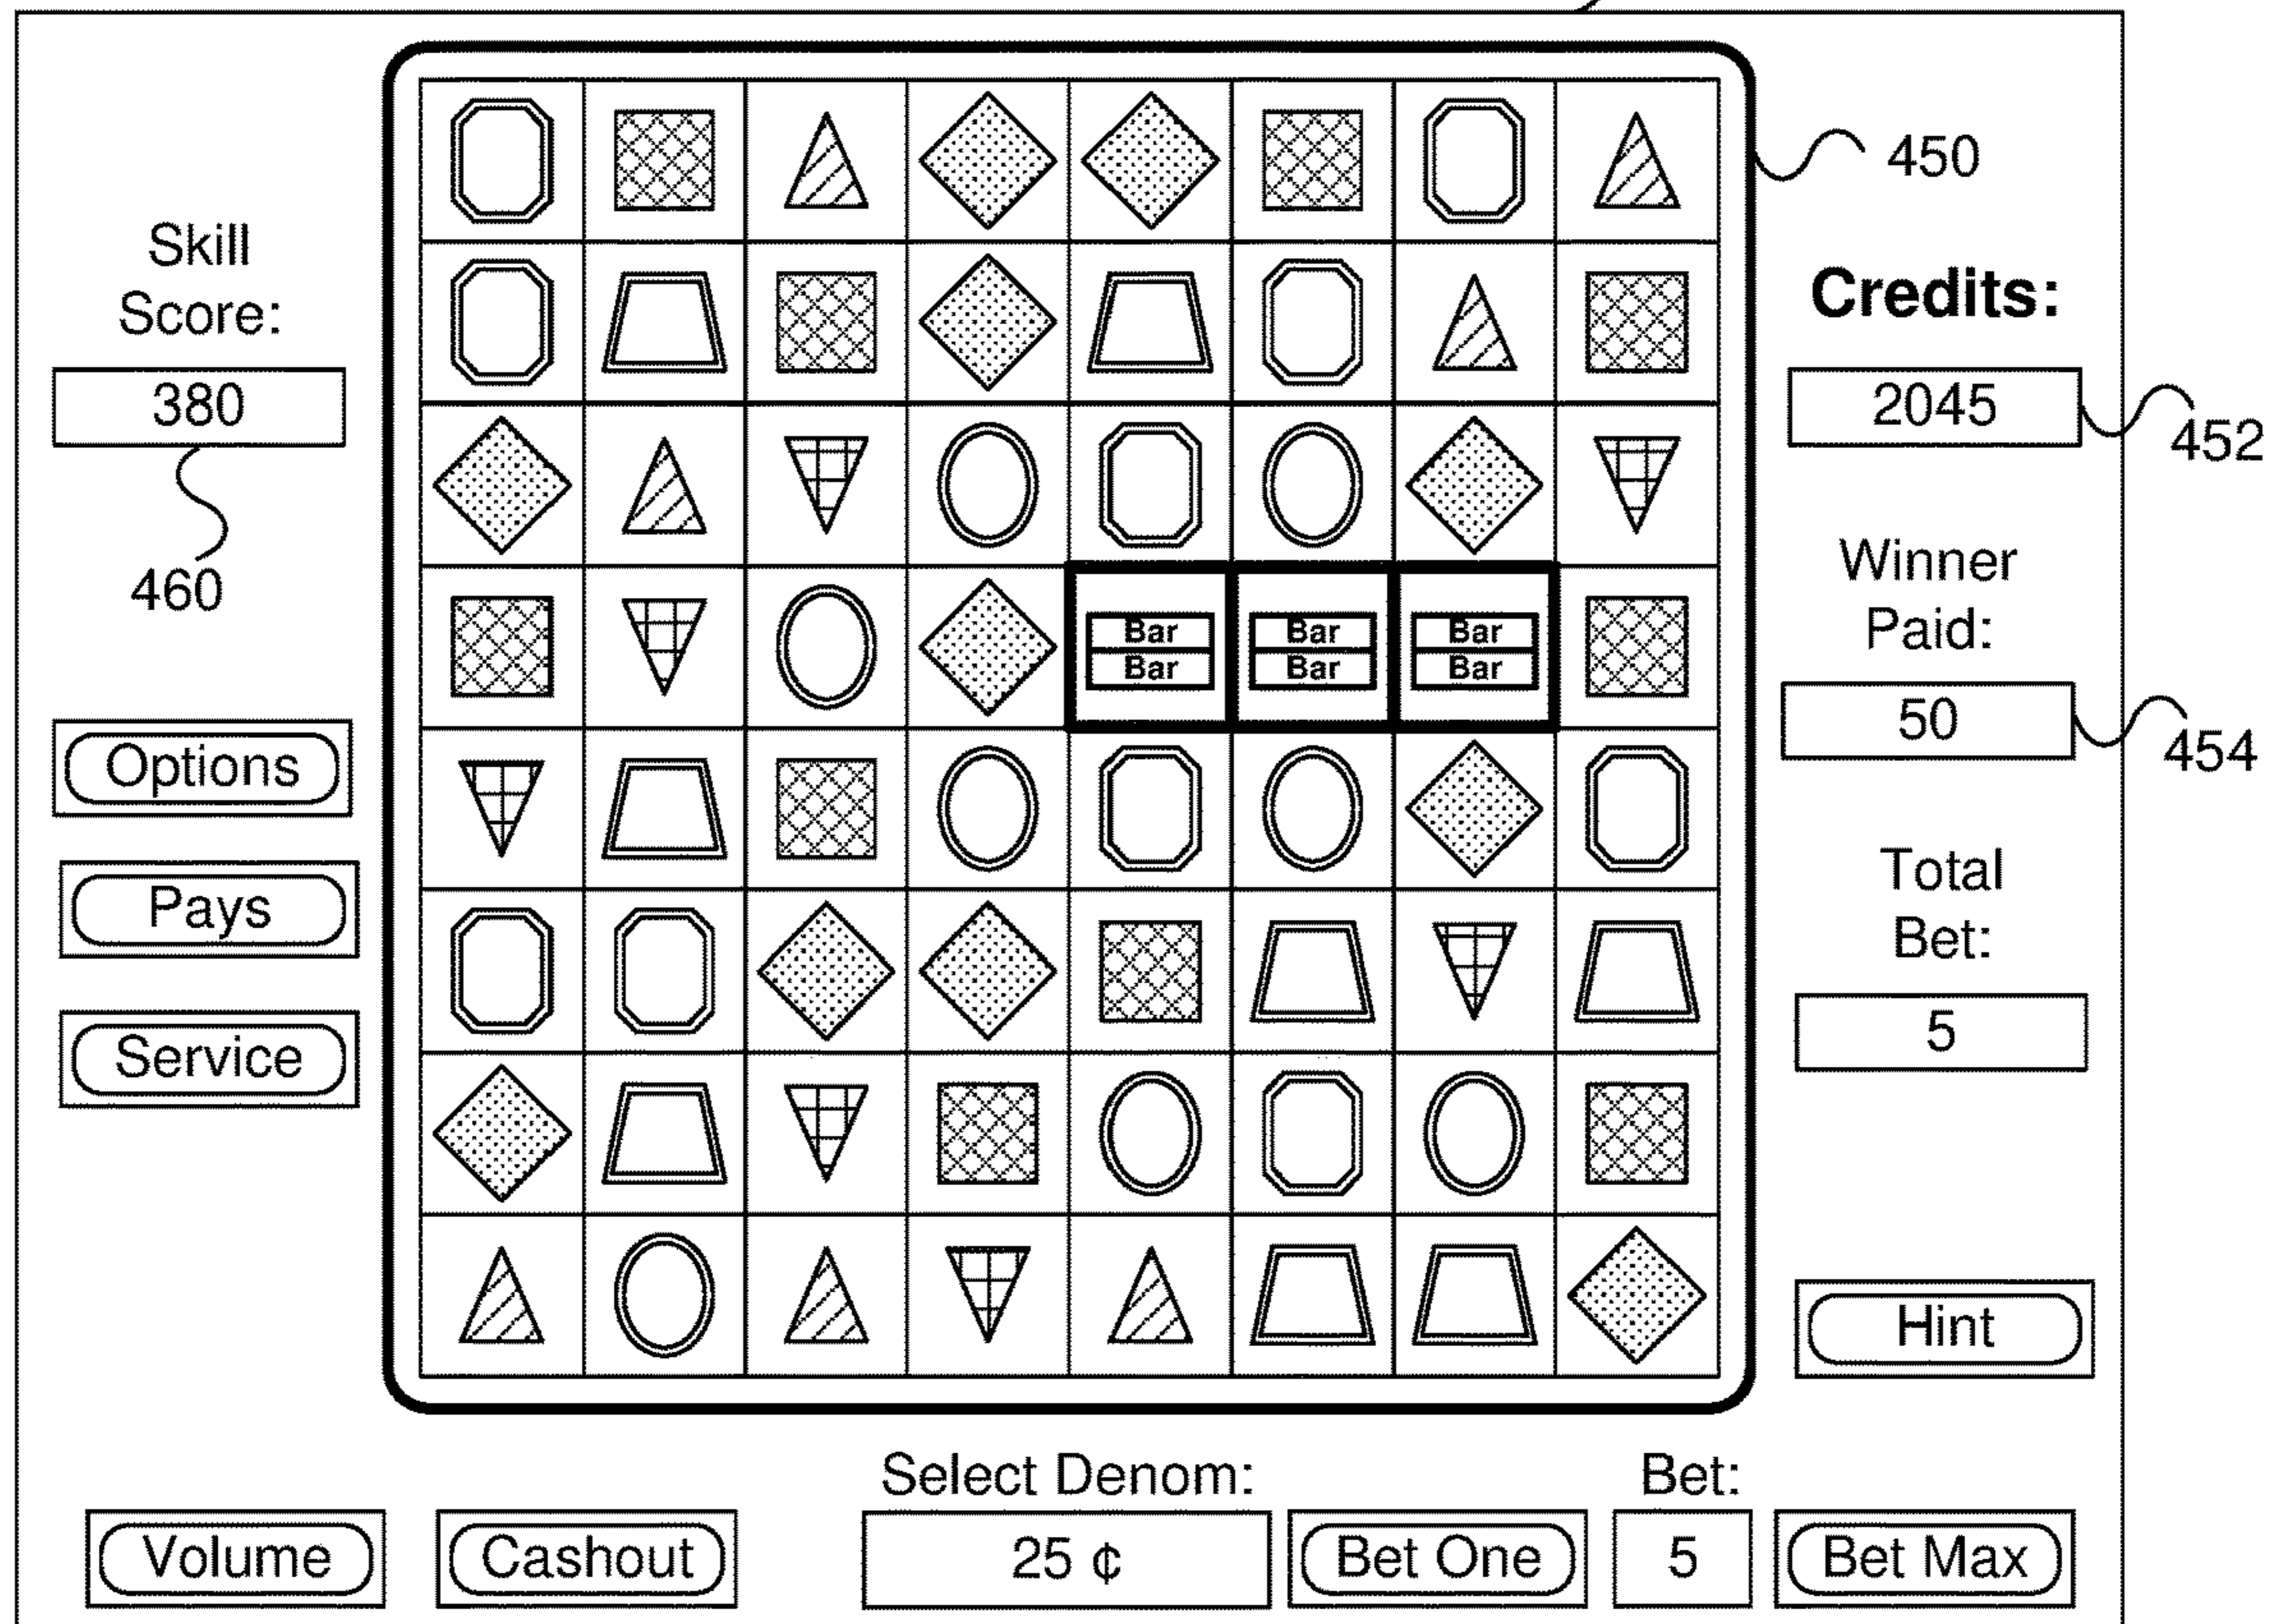 450
Skill
Score:
380
460
Credits:
2045
452
Winner
Paid:
50
454
Bar
Bar
Bar
Bar
Bar
Bar
Options
Pays
Service
Total
Bet:
5
Hint
Select Denom:
Bet:
Volume
Cashout
25 ¢
Bet One
5
Bet Max